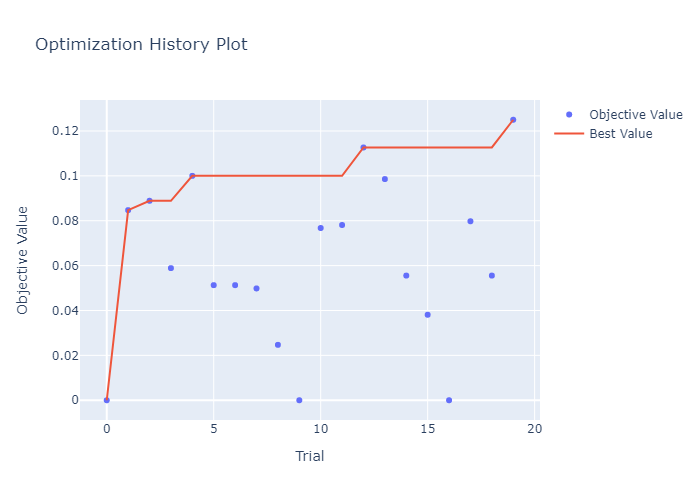 Optimization History Plot
Objective Value
Best Value
0.12
0.1
0.08
0.06
0.04
0.02
0
Objective Value
0
5
10
15
20
Trial